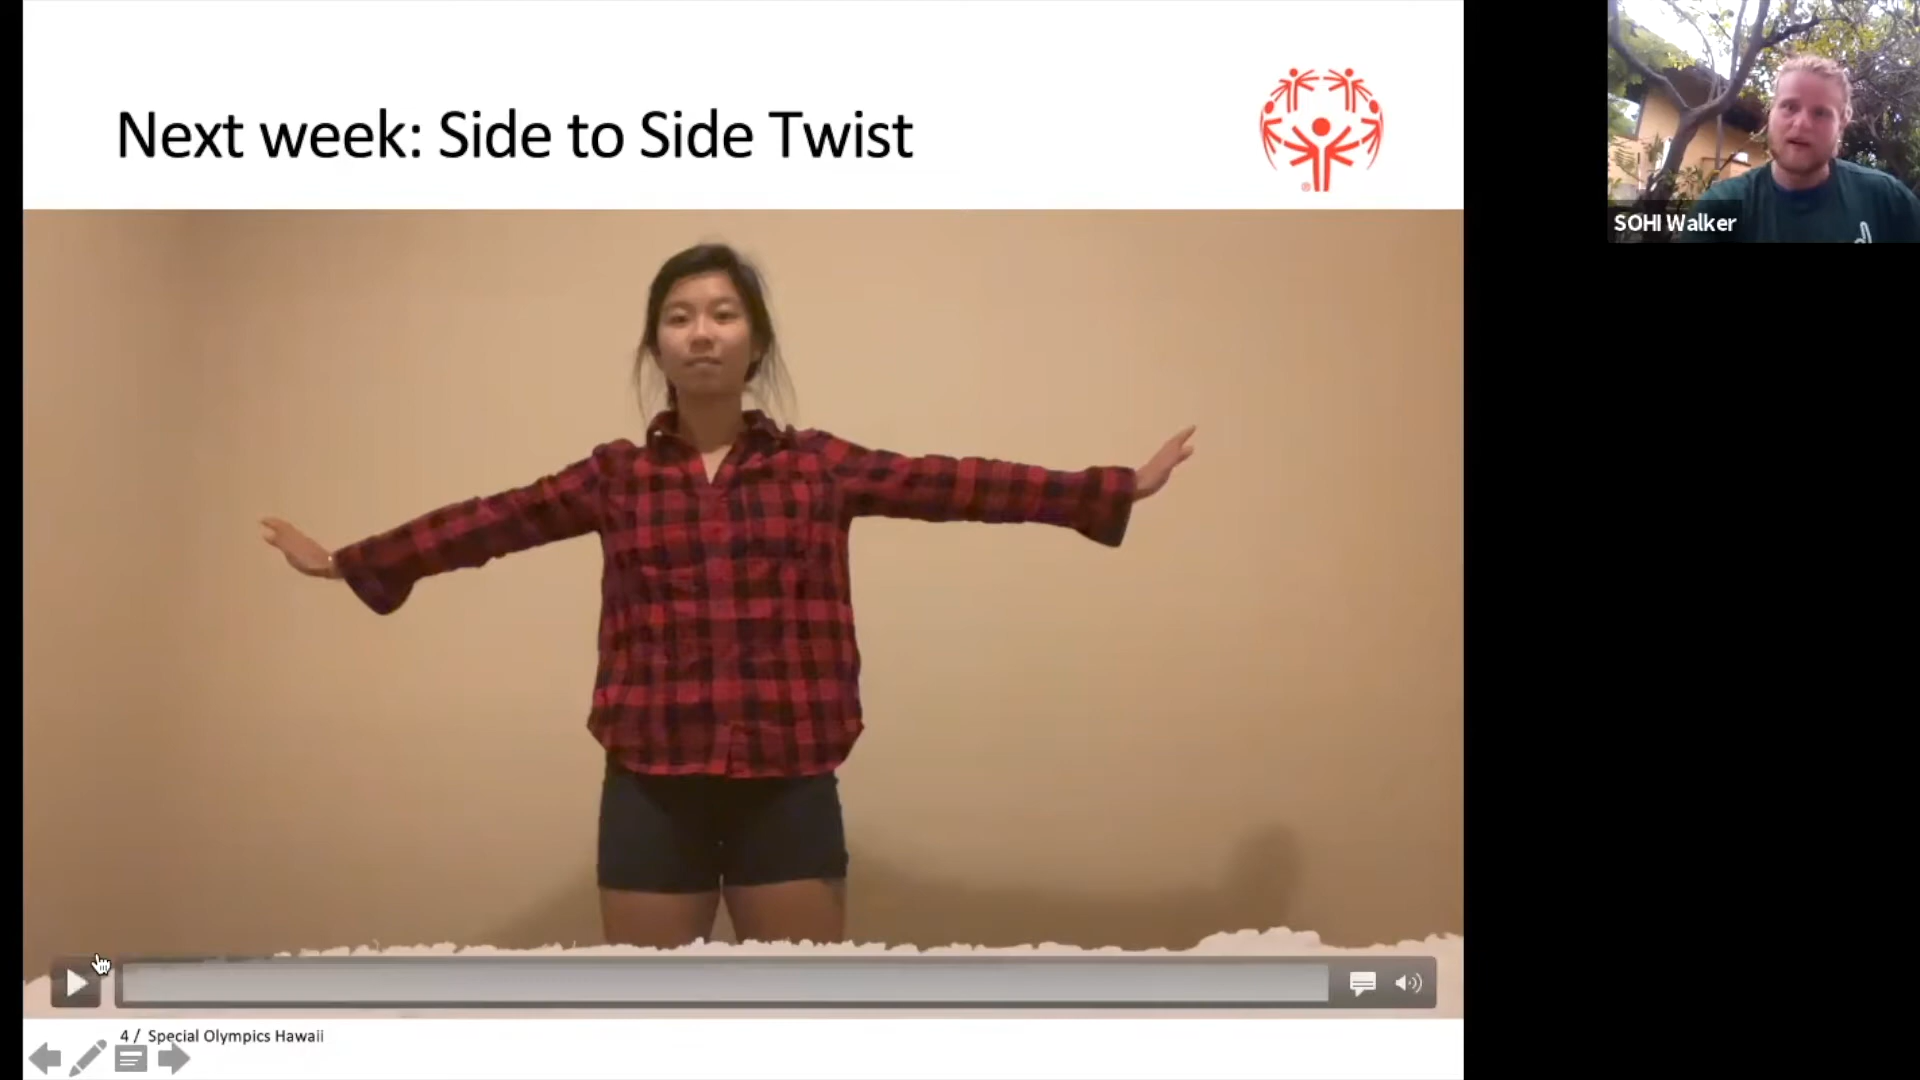 Next week: Side to Side Twist
®
SOHI Walker
4 / Special Olympics Hawaii